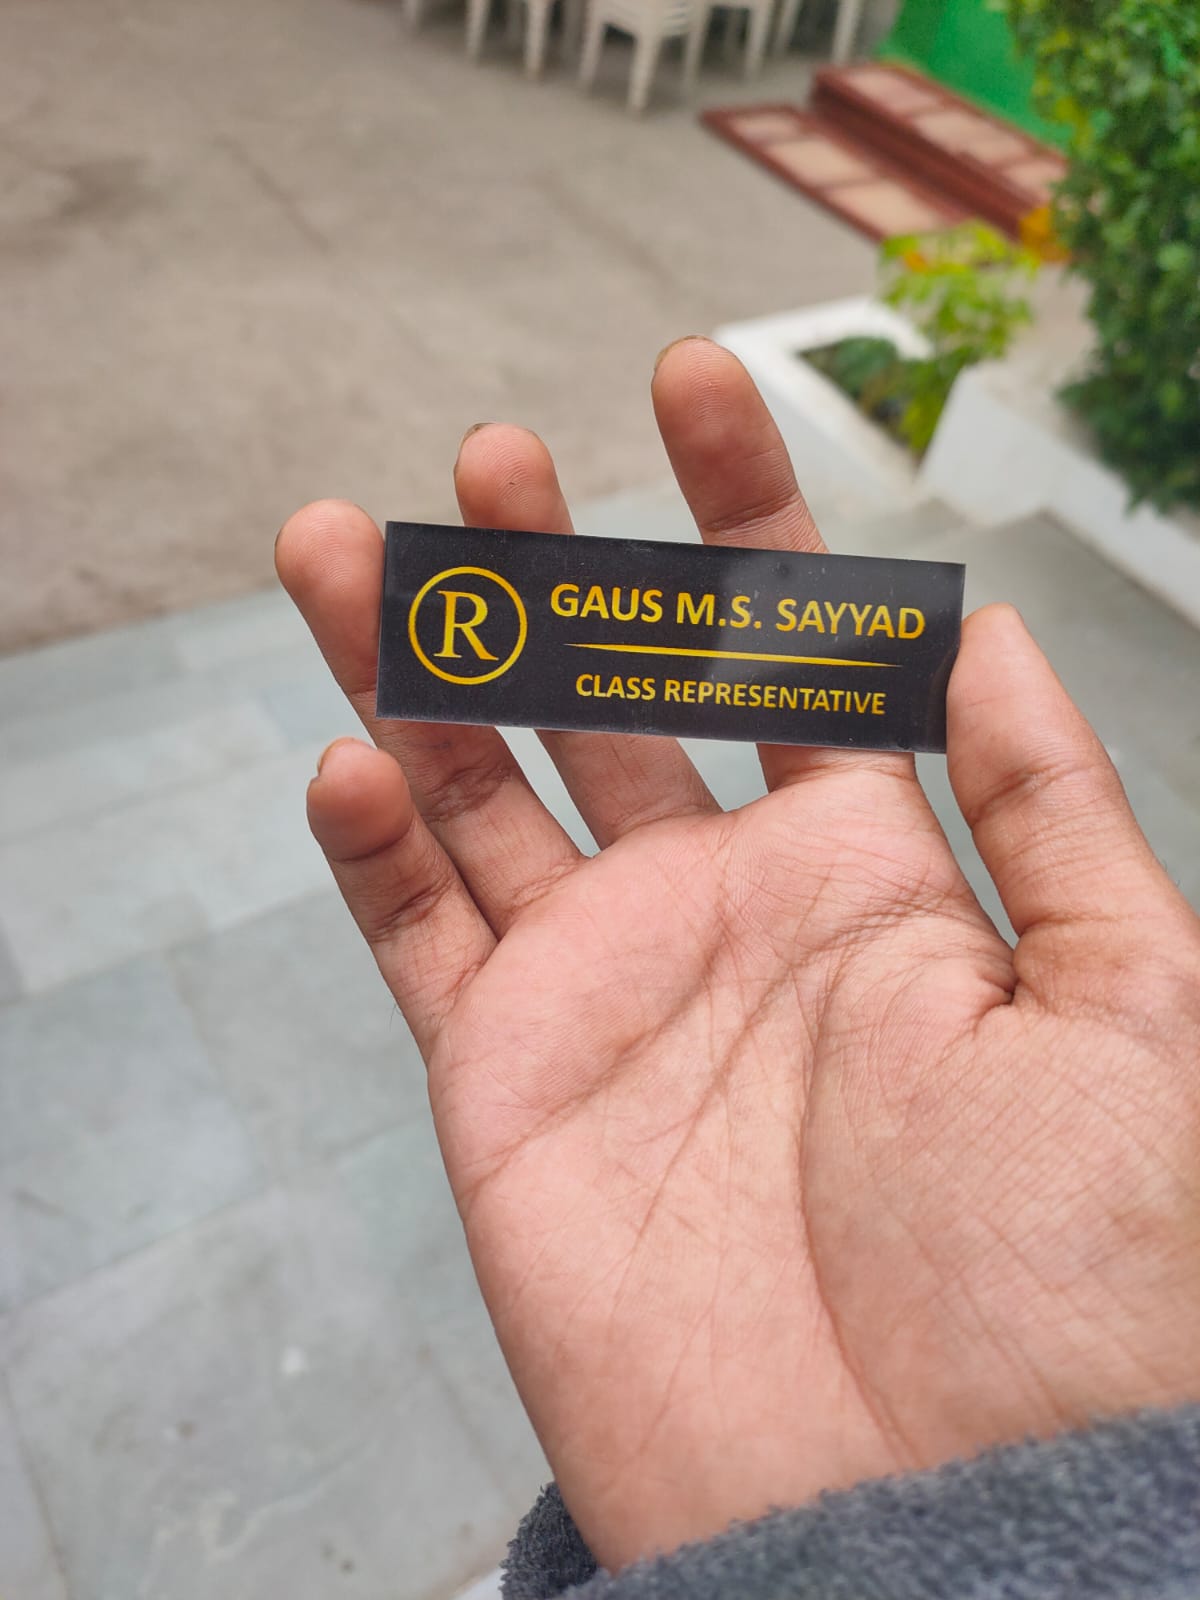 ®
GAUS M.S. SAYYAD
CLASS REPRESENTATIVE